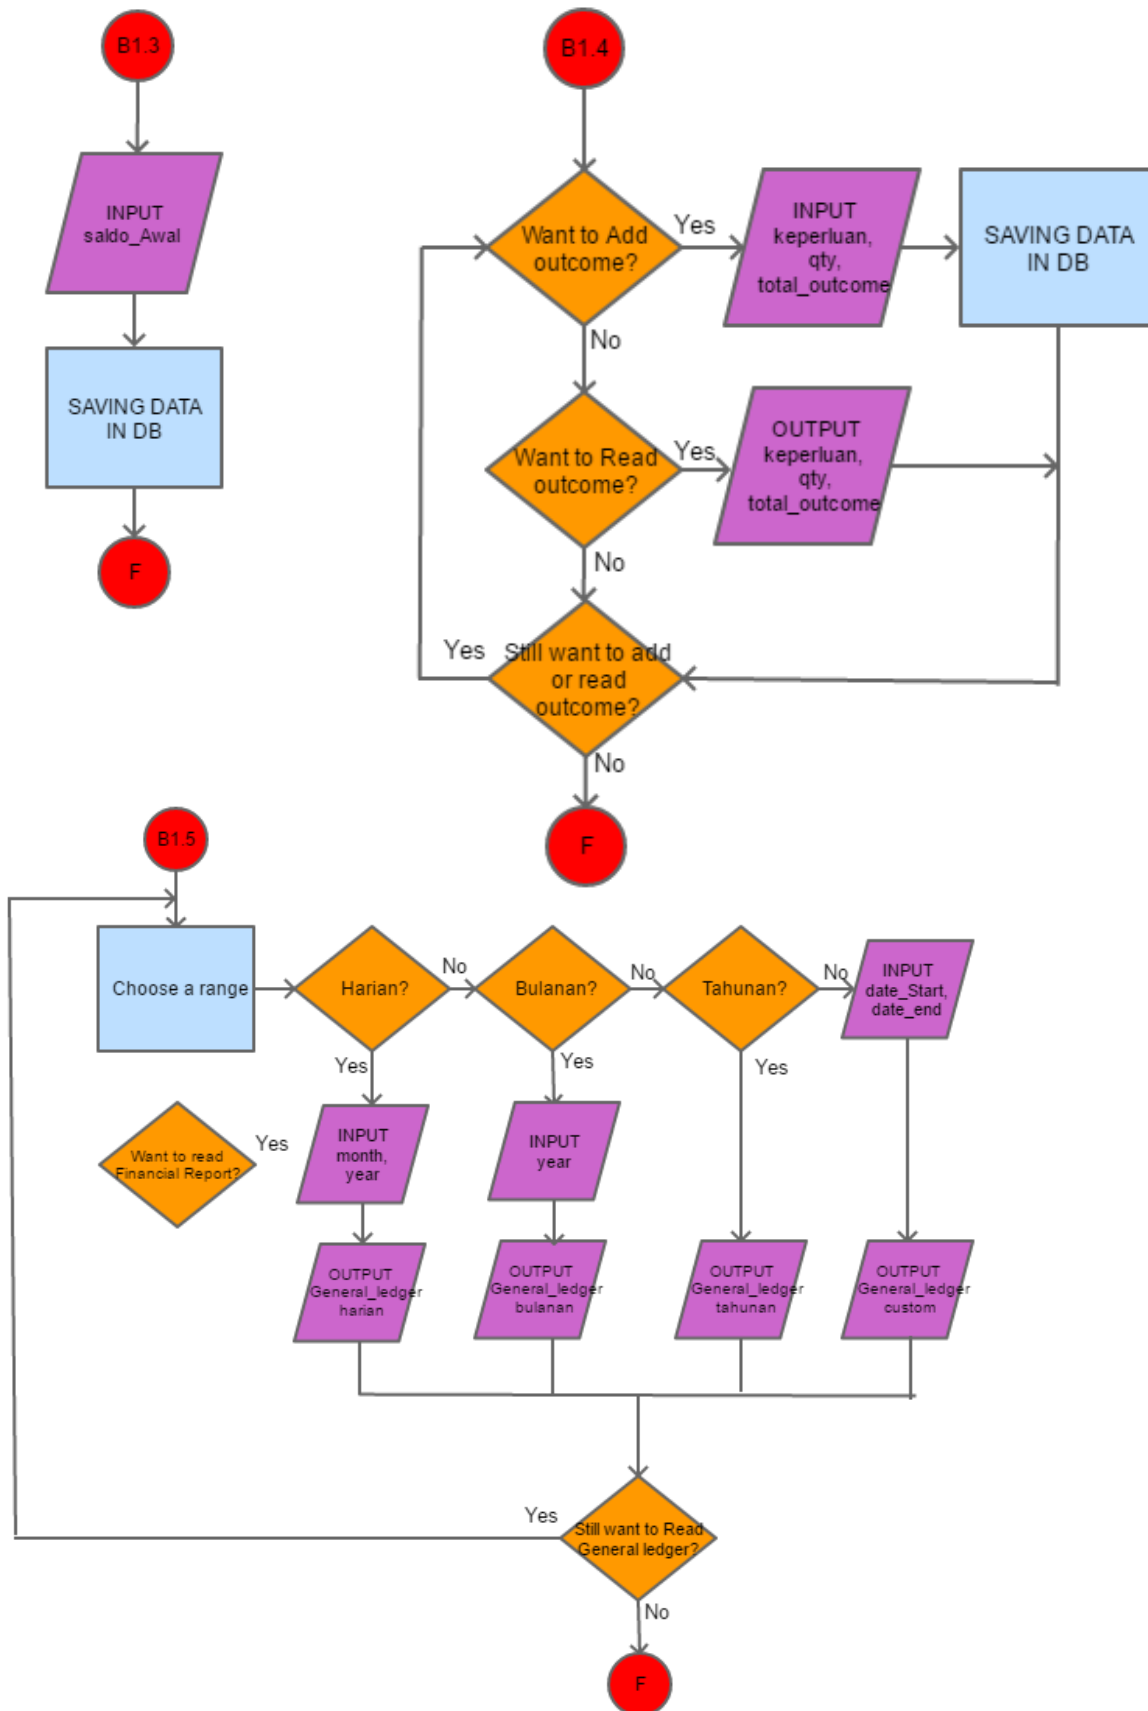 B1.3
INPUT
saldo_Awal
SAVING DATA
IN DB
F
B1.4
Want to Add
outcome?
Yes
INPUT
keperluan,
qty,
total_outcome
SAVING DATA
IN DB
No
Want to Read
outcome?
Yes
OUTPUT
keperluan,
qty,
total_outcome
No
Still want to add
or read
outcome?
Yes
No
F
B1.5
Choose a range
Harian?
No
Bulanan?
No
Tahunan?
No
INPUT
date_Start,
date_end
Yes
Yes
Yes
Want to read
Financial Report?
Yes
INPUT
month,
year
INPUT
year
OUTPUT
General_ledger
harian
OUTPUT
General_ledger
bulanan
OUTPUT
General_ledger
tahunan
OUTPUT
General_ledger
custom
Still want to Read
General ledger?
Yes
No
F